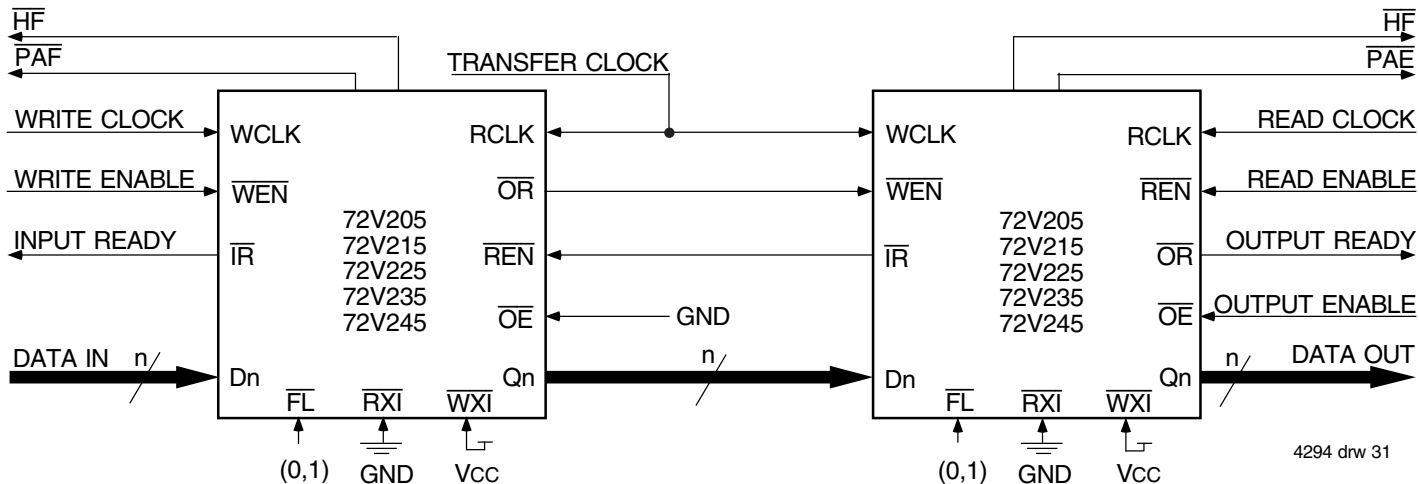 HF HF
PAF TRANSFER CLOCK PAE
WRITE CLOCK WCLK RCLK WCLK RCLK READ CLOCK
WRITE ENABLE WEN OR WEN REN READ ENABLE
72V205 72V205
INPUT READY IR 72V215 REN IR 72V215 OR OUTPUT READY
72V225 72V225
72V235 OE GND 72V235 OE OUTPUT ENABLE
72V245 72V245
DATA IN n Dn Qn n Dn Qn n DATA OUT
FL RXI WXI FL RXI WXI
(0,1) GND VCC (0,1) GND VCC
4294 drw 31